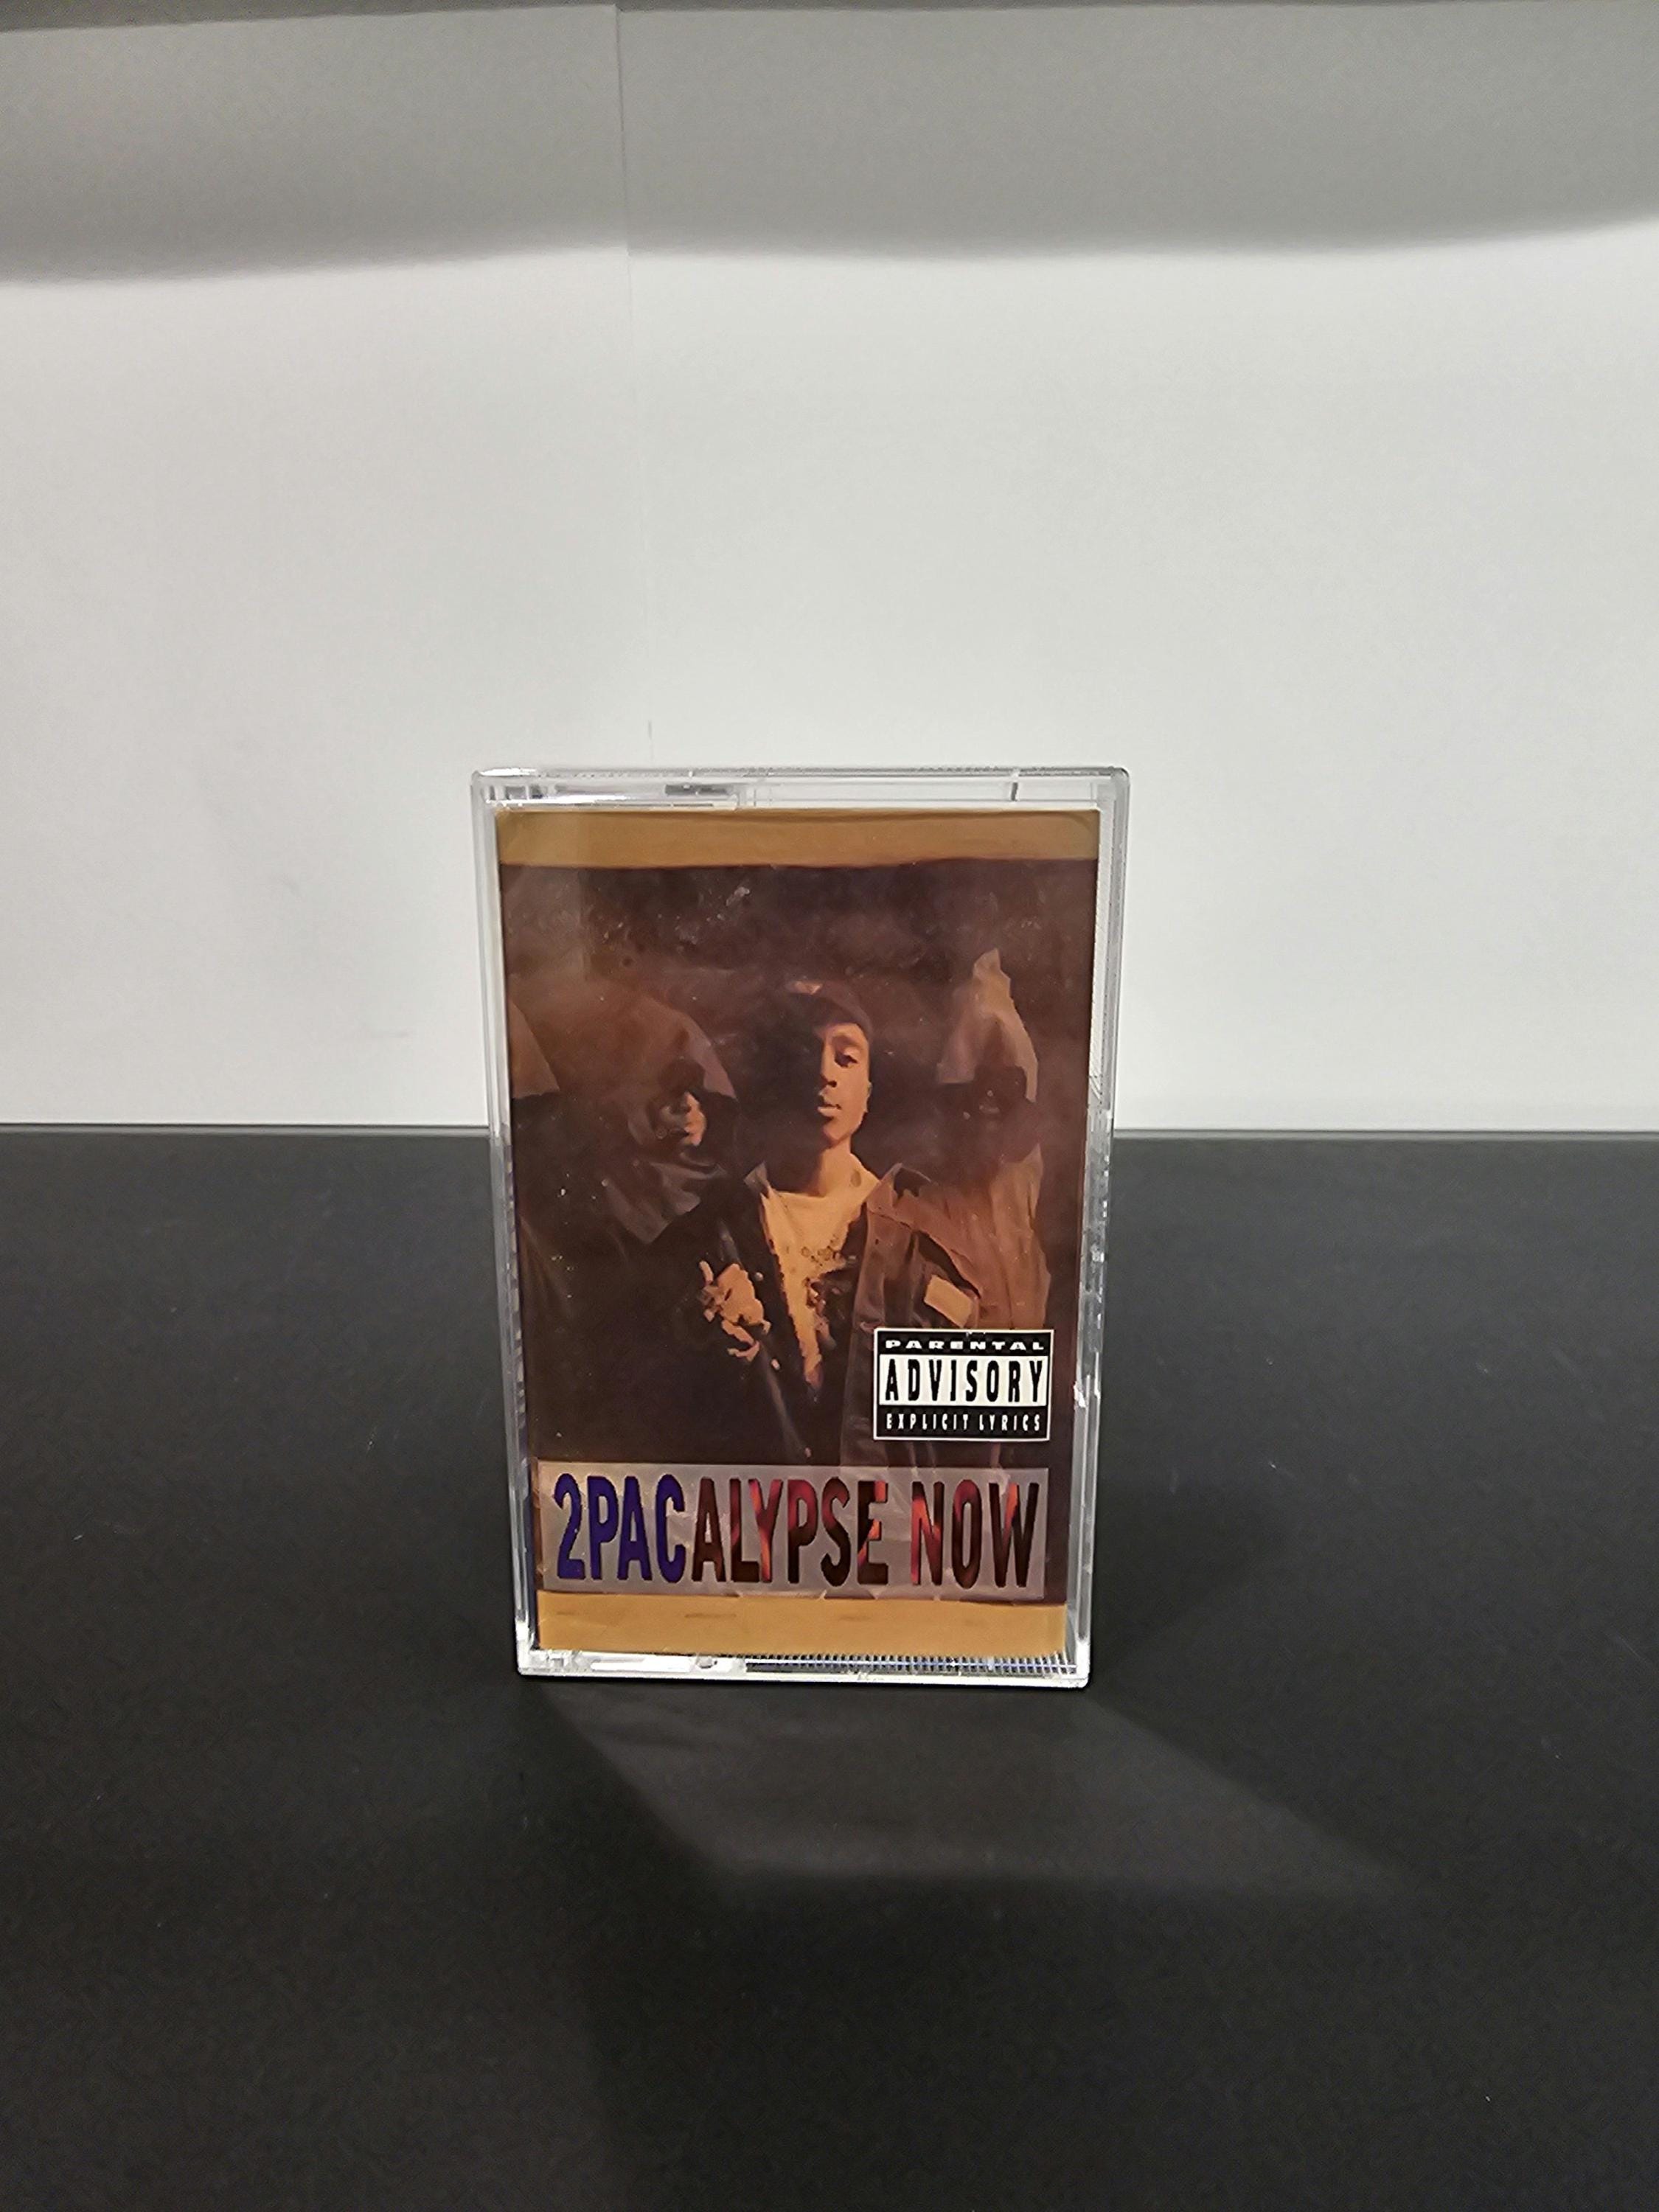 PARENTAL
ADVISORY
EXPLICIT LYRICS
2PACALYPSE NOW